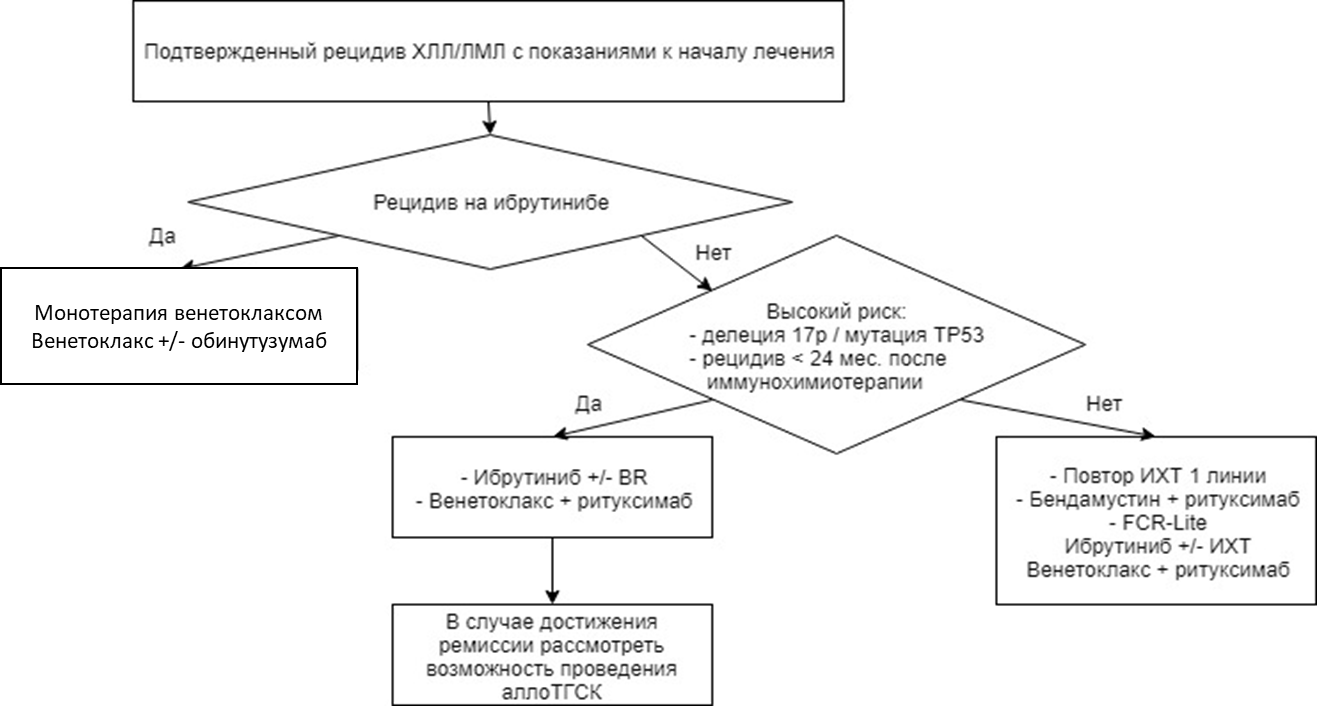 Подтвержденный рецидив ХЛЛ/ЛМЛ с показаниями к началу лечения
Рецидив на ибрутинибе
Да
Нет
Монотерапия венетоклаксом
Венетоклакс +/- обинутузумаб
Высокий риск:
- делеция 17p / мутация TP53
- рецидив < 24 мес. после
иммунохимиотерапии
Да
Нет
- Ибрутиниб +/- BR
- Венетоклакс + ритуксимаб
- Повтор ИХТ 1 линии
- Бендамустин + ритуксимаб
- FCR-Lite
Ибрутиниб +/- ИХТ
Венетоклакс + ритуксимаб
В случае достижения
ремиссии рассмотреть
возможность проведения
аллоТГСК